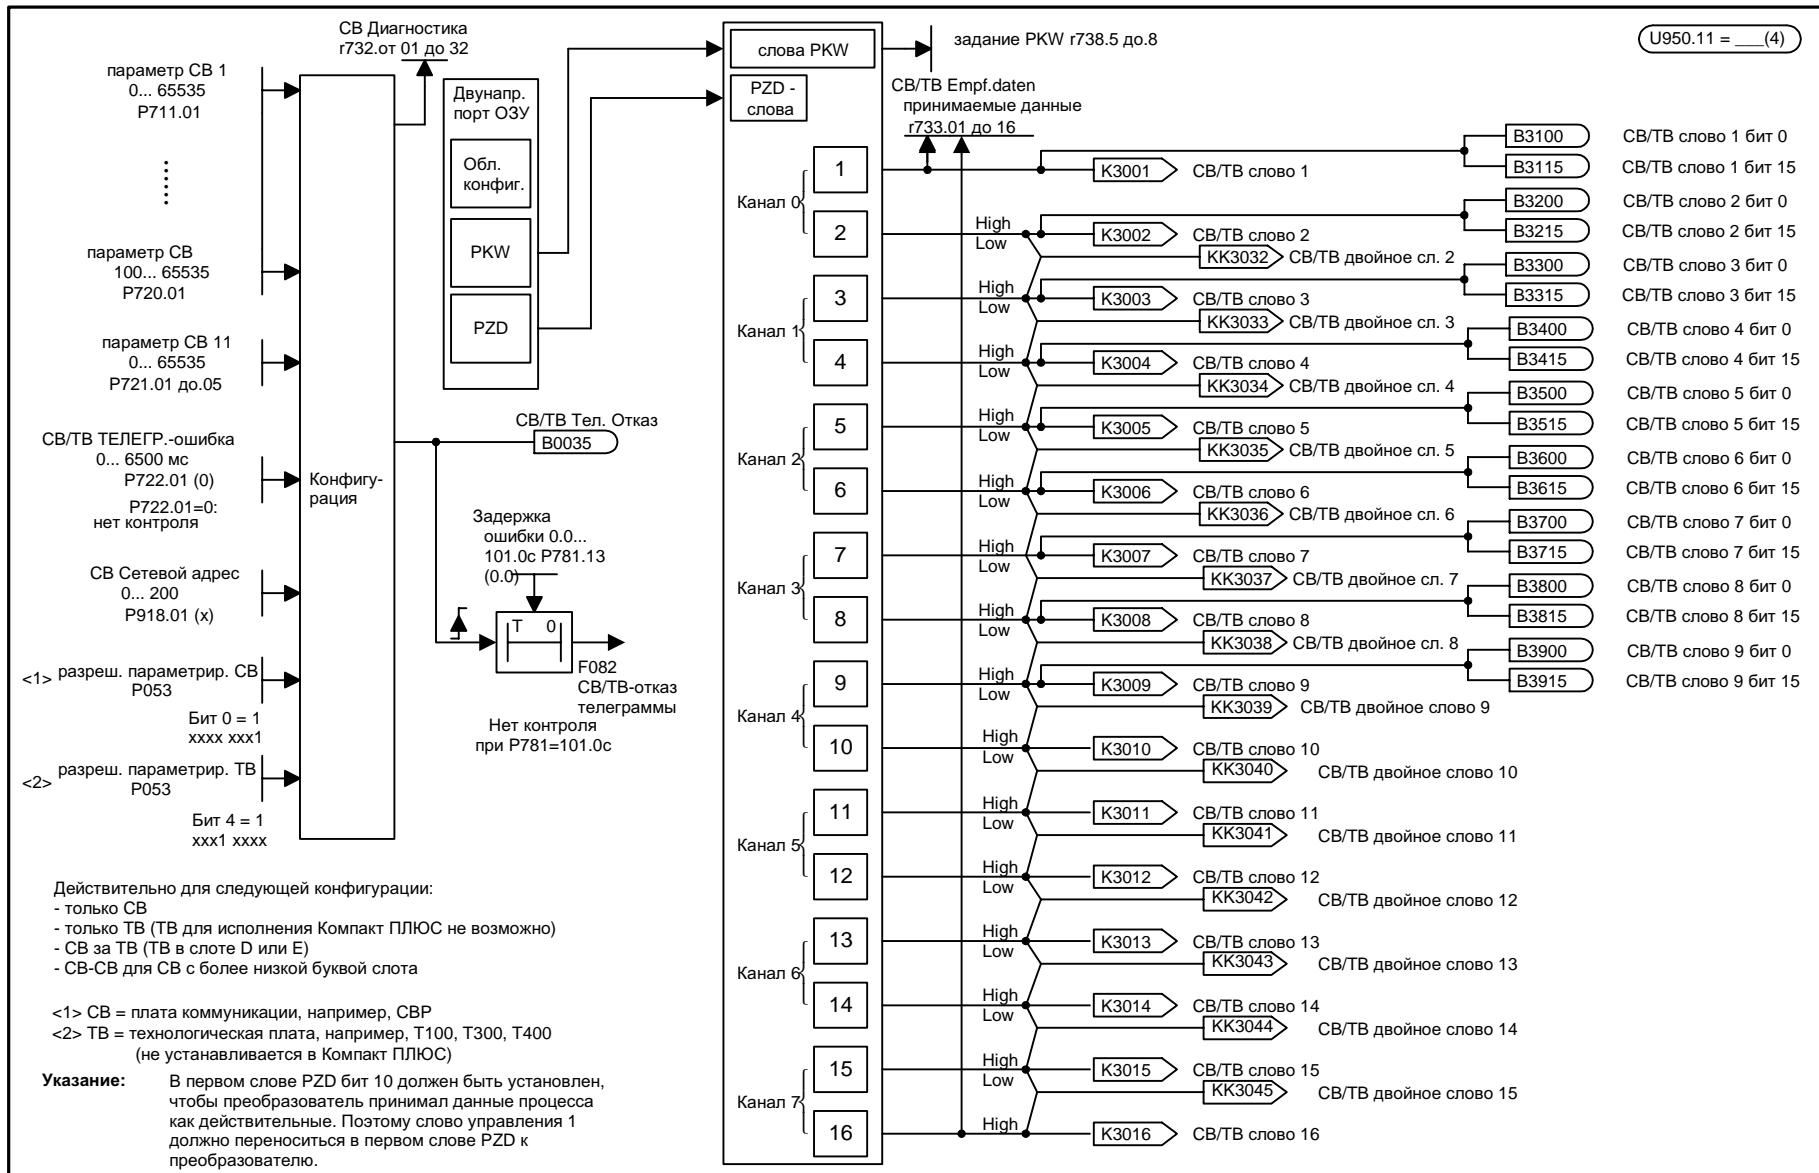 СВ Диагностика
r732.от 01 до 32
параметр СВ 1
0... 65535
P711.01
параметр СВ
100... 65535
P720.01
параметр СВ 11
0... 65535
P721.01 до.05
СВ/ТВ ТЕЛЕГР.-ошибка
0... 6500 мс
P722.01 (0)
P722.01=0:
нет контроля
СВ Сетевой адрес
0... 200
P918.01 (x)
<1> разреш. параметрир. СВ
P053
Бит 0 = 1
xxxx xxx1
<2> разреш. параметрир. ТВ
P053
Бит 4 = 1
xxx1 xxxx
Конфигу-
рация
Двунапр.
порт ОЗУ
Обл.
конфиг.
PKW
PZD
СВ/ТВ Тел. Отказ
B0035
Задержка
ошибки 0.0...
101.0с P781.13
(0.0)
T 0
F082
СВ/ТВ-отказ
телеграммы
Нет контроля
при P781=101.0с
слова PKW
PZD -
слова
задание PKW r738.5 до.8
СВ/ТВ Empf.daten
принимаемые данные
r733.01 до 16
U950.11 = ___(4)
Канал 0
1
2
Канал 1
3
4
Канал 2
5
6
Канал 3
7
8
Канал 4
9
10
Канал 5
11
12
Канал 6
13
14
Канал 7
15
16
K3001 СВ/ТВ слово 1
B3100 СВ/ТВ слово 1 бит 0
B3115 СВ/ТВ слово 1 бит 15
High
Low
K3002 СВ/ТВ слово 2
KK3032 СВ/ТВ двойное сл. 2
B3200 СВ/ТВ слово 2 бит 0
B3215 СВ/ТВ слово 2 бит 15
High
Low
K3003 СВ/ТВ слово 3
KK3033 СВ/ТВ двойное сл. 3
B3300 СВ/ТВ слово 3 бит 0
B3315 СВ/ТВ слово 3 бит 15
High
Low
K3004 СВ/ТВ слово 4
KK3034 СВ/ТВ двойное сл. 4
B3400 СВ/ТВ слово 4 бит 0
B3415 СВ/ТВ слово 4 бит 15
High
Low
K3005 СВ/ТВ слово 5
KK3035 СВ/ТВ двойное сл. 5
B3500 СВ/ТВ слово 5 бит 0
B3515 СВ/ТВ слово 5 бит 15
High
Low
K3006 СВ/ТВ слово 6
KK3036 СВ/ТВ двойное сл. 6
B3600 СВ/ТВ слово 6 бит 0
B3615 СВ/ТВ слово 6 бит 15
High
Low
K3007 СВ/ТВ слово 7
KK3037 СВ/ТВ двойное сл. 7
B3700 СВ/ТВ слово 7 бит 0
B3715 СВ/ТВ слово 7 бит 15
High
Low
K3008 СВ/ТВ слово 8
KK3038 СВ/ТВ двойное сл. 8
B3800 СВ/ТВ слово 8 бит 0
B3815 СВ/ТВ слово 8 бит 15
High
Low
K3009 СВ/ТВ слово 9
KK3039 СВ/ТВ двойное слово 9
B3900 СВ/ТВ слово 9 бит 0
B3915 СВ/ТВ слово 9 бит 15
High
Low
K3010 СВ/ТВ слово 10
KK3040 СВ/ТВ двойное слово 10
High
Low
K3011 СВ/ТВ слово 11
KK3041 СВ/ТВ двойное слово 11
High
Low
K3012 СВ/ТВ слово 12
KK3042 СВ/ТВ двойное слово 12
High
Low
K3013 СВ/ТВ слово 13
KK3043 СВ/ТВ двойное слово 13
High
Low
K3014 СВ/ТВ слово 14
KK3044 СВ/ТВ двойное слово 14
High
Low
K3015 СВ/ТВ слово 15
KK3045 СВ/ТВ двойное слово 15
High
K3016 СВ/ТВ слово 16
Действительно для следующей конфигурации:
- только СВ
- только ТВ (ТВ для исполнения Компакт ПЛЮС не возможно)
- СВ за ТВ (ТВ в слоте D или E)
- СВ-СВ для СВ с более низкой буквой слота
<1> СВ = плата коммуникации, например, СВР
<2> ТВ = технологическая плата, например, Т100, Т300, Т400
(не устанавливается в Компакт ПЛЮС)
Указание: В первом слове PZD бит 10 должен быть установлен,
чтобы преобразователь принимал данные процесса
как действительные. Поэтому слово управления 1
должно переноситься в первом слове PZD к
преобразователю.